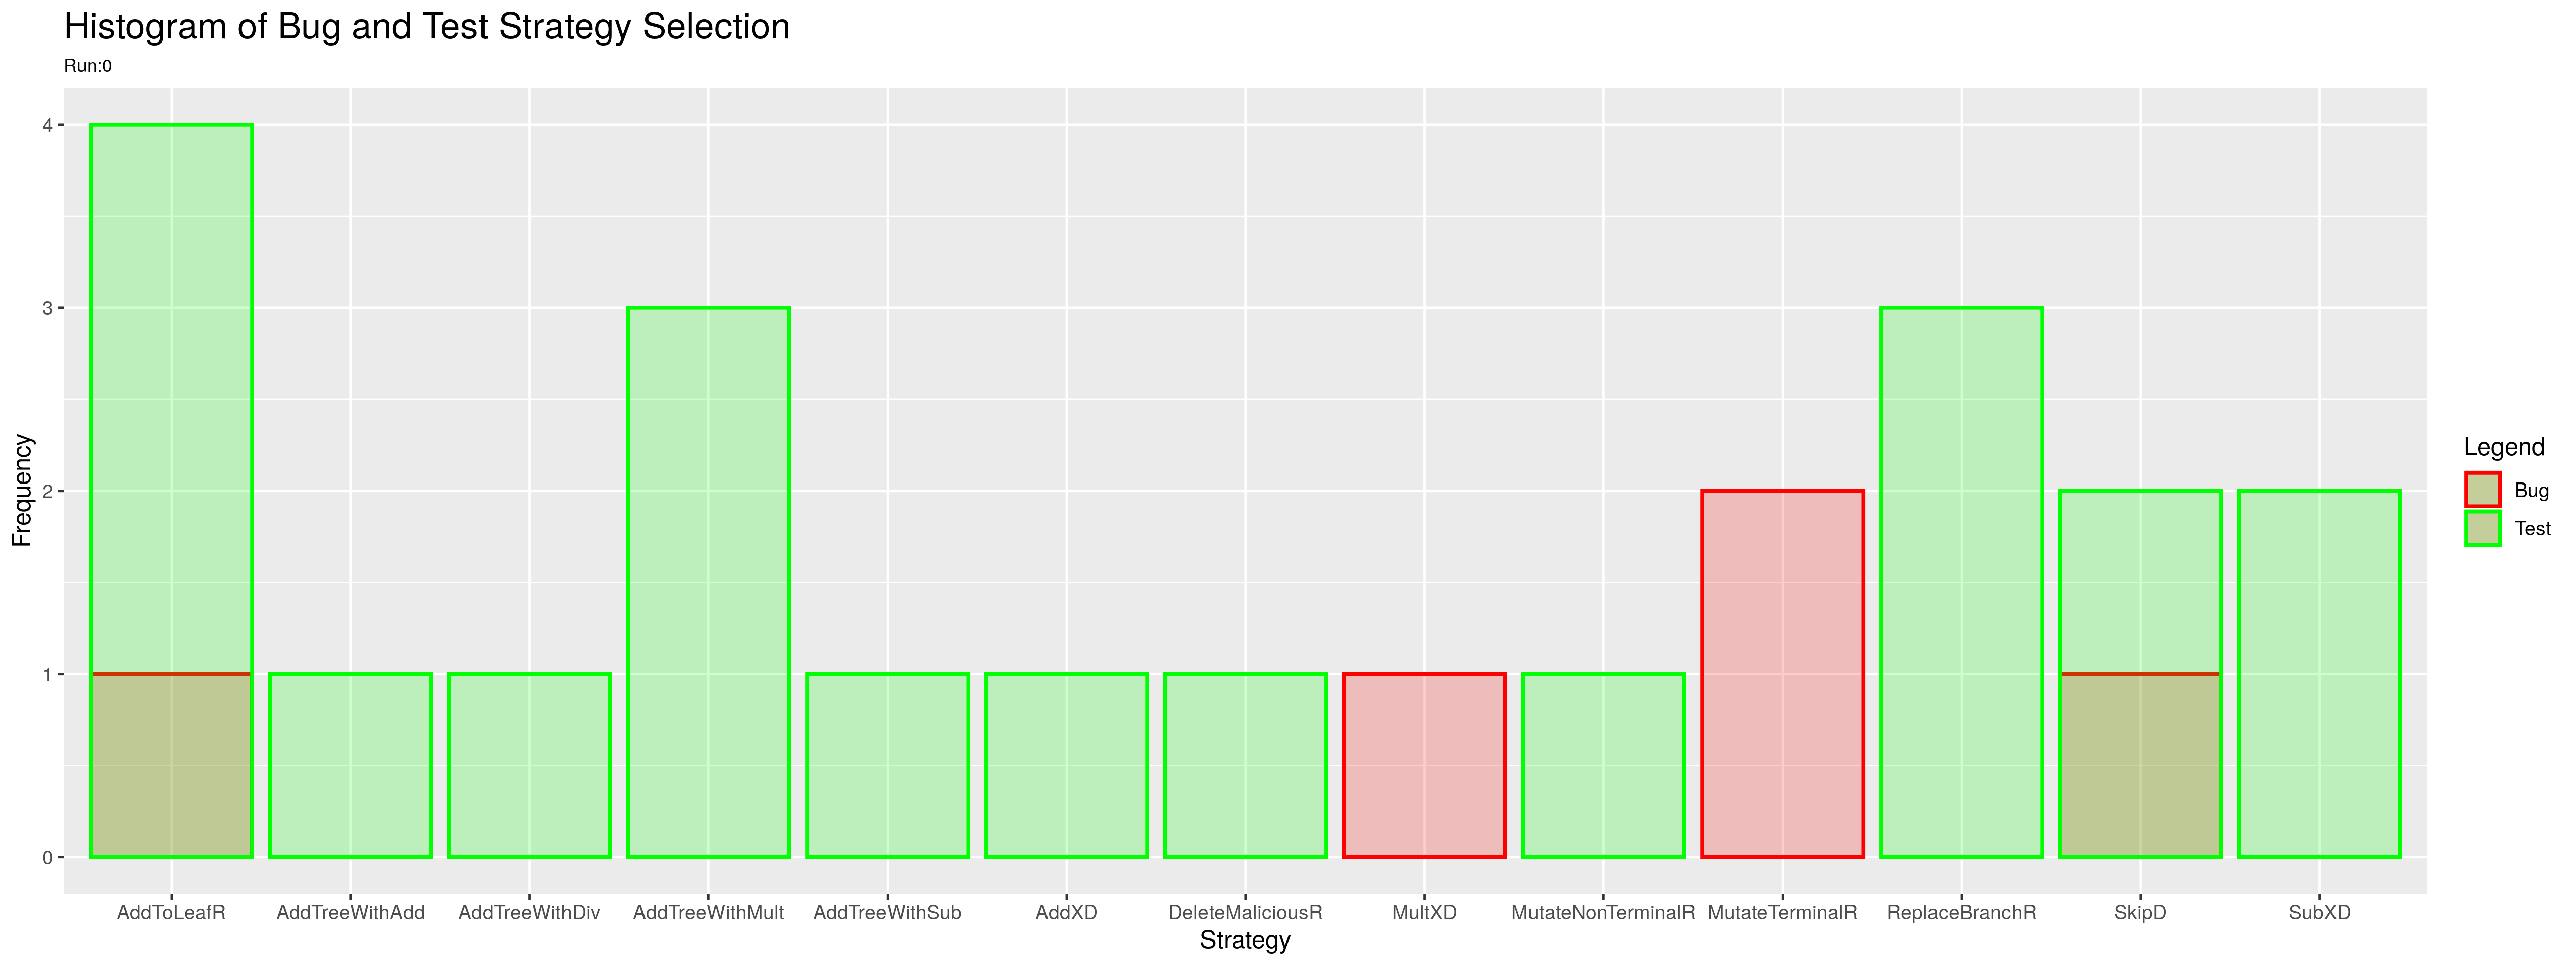 Histogram of Bug and Test Strategy Selection
Run:0
Frequency
4
3
2
1
0
AddToLeafR AddTreeWithAdd AddTreeWithDiv AddTreeWithMult AddTreeWithSub AddXD DeleteMaliciousR MultXD MutateNonTerminalR MutateTerminalR ReplaceBranchR SkipD SubXD
Strategy
Legend
Bug
Test